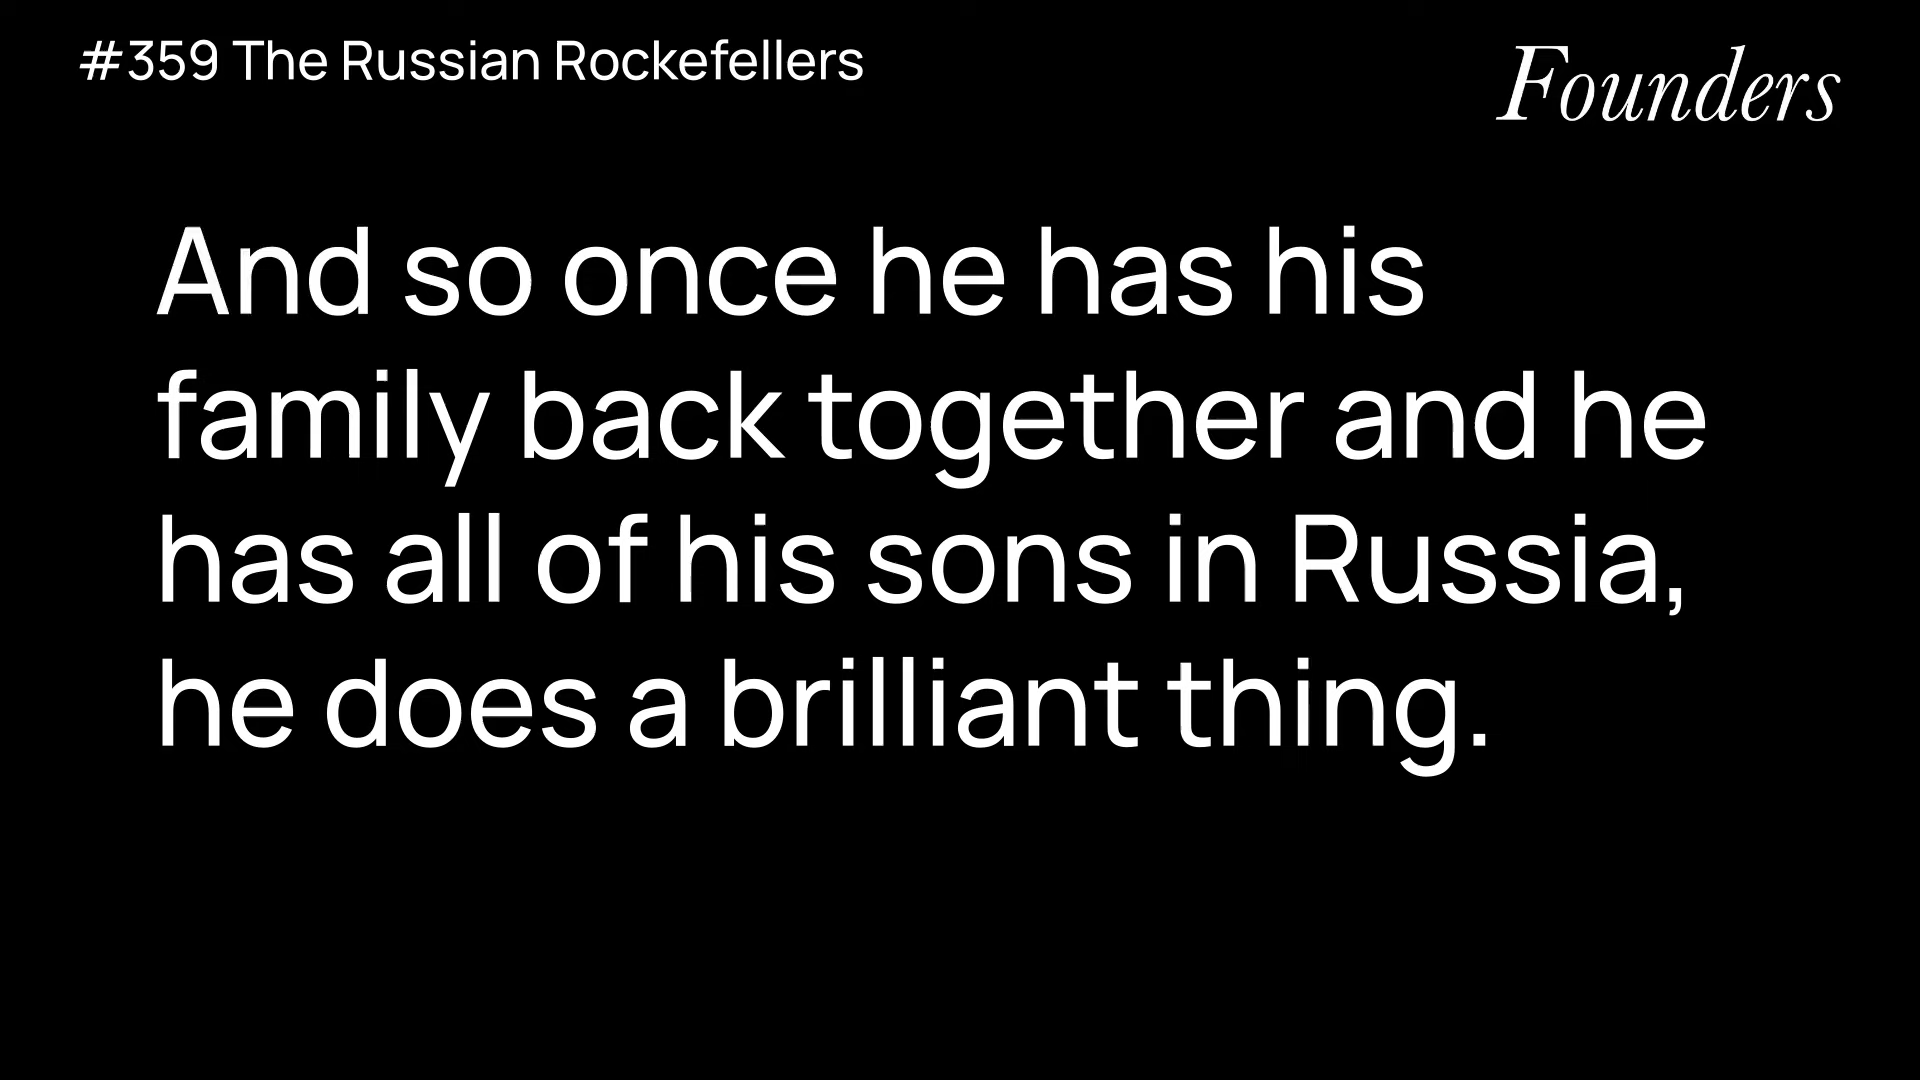 #359 The Russian Rockefellers
Founders
And so once he has his
family back together and he
has all of his sons in Russia,
he does a brilliant thing.